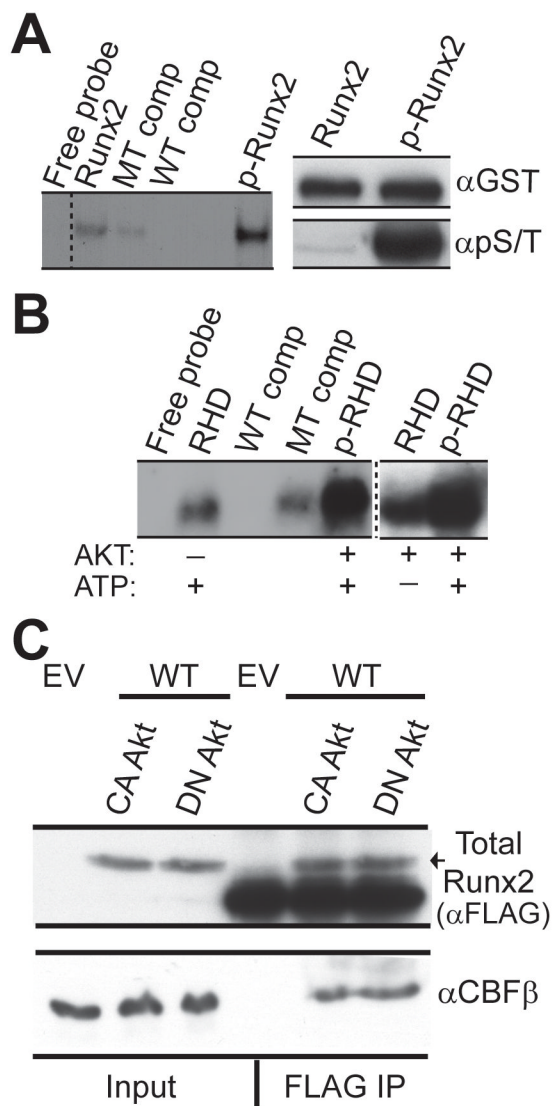 A
Free probe
Runx2
MT comp
WT comp
p-Runx2
Runx2
p-Runx2
αGST
αpS/T
B
Free probe
RHD
WT comp
MT comp
p-RHD
RHD
p-RHD
AKT: – + + +
ATP: + + – +
C
EV WT EV WT
CA Akt
DN Akt
CA Akt
DN Akt
Total
Runx2
(αFLAG)
αCBFβ
Input FLAG IP